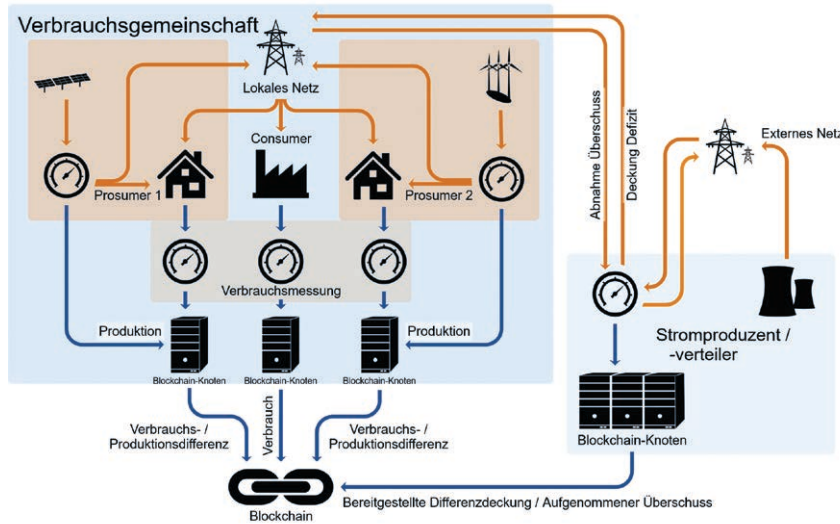 Verbrauchsgemeinschaft
Lokales Netz
Consumer
Prosumer 1
Prosumer 2
Abnahme Überschuss
Deckung Defizit
Externes Netz
Verbrauchsmessung
Produktion
Produktion
Blockchain-Knoten
Blockchain-Knoten
Blockchain-Knoten
Stromproduzent /
-verteiler
Blockchain-Knoten
Verbrauchs- /
Produktionsdifferenz
Verbrauch
Verbrauchs- /
Produktionsdifferenz
Bereitgestellte Differenzdeckung / Aufgenommener Überschuss
Blockchain